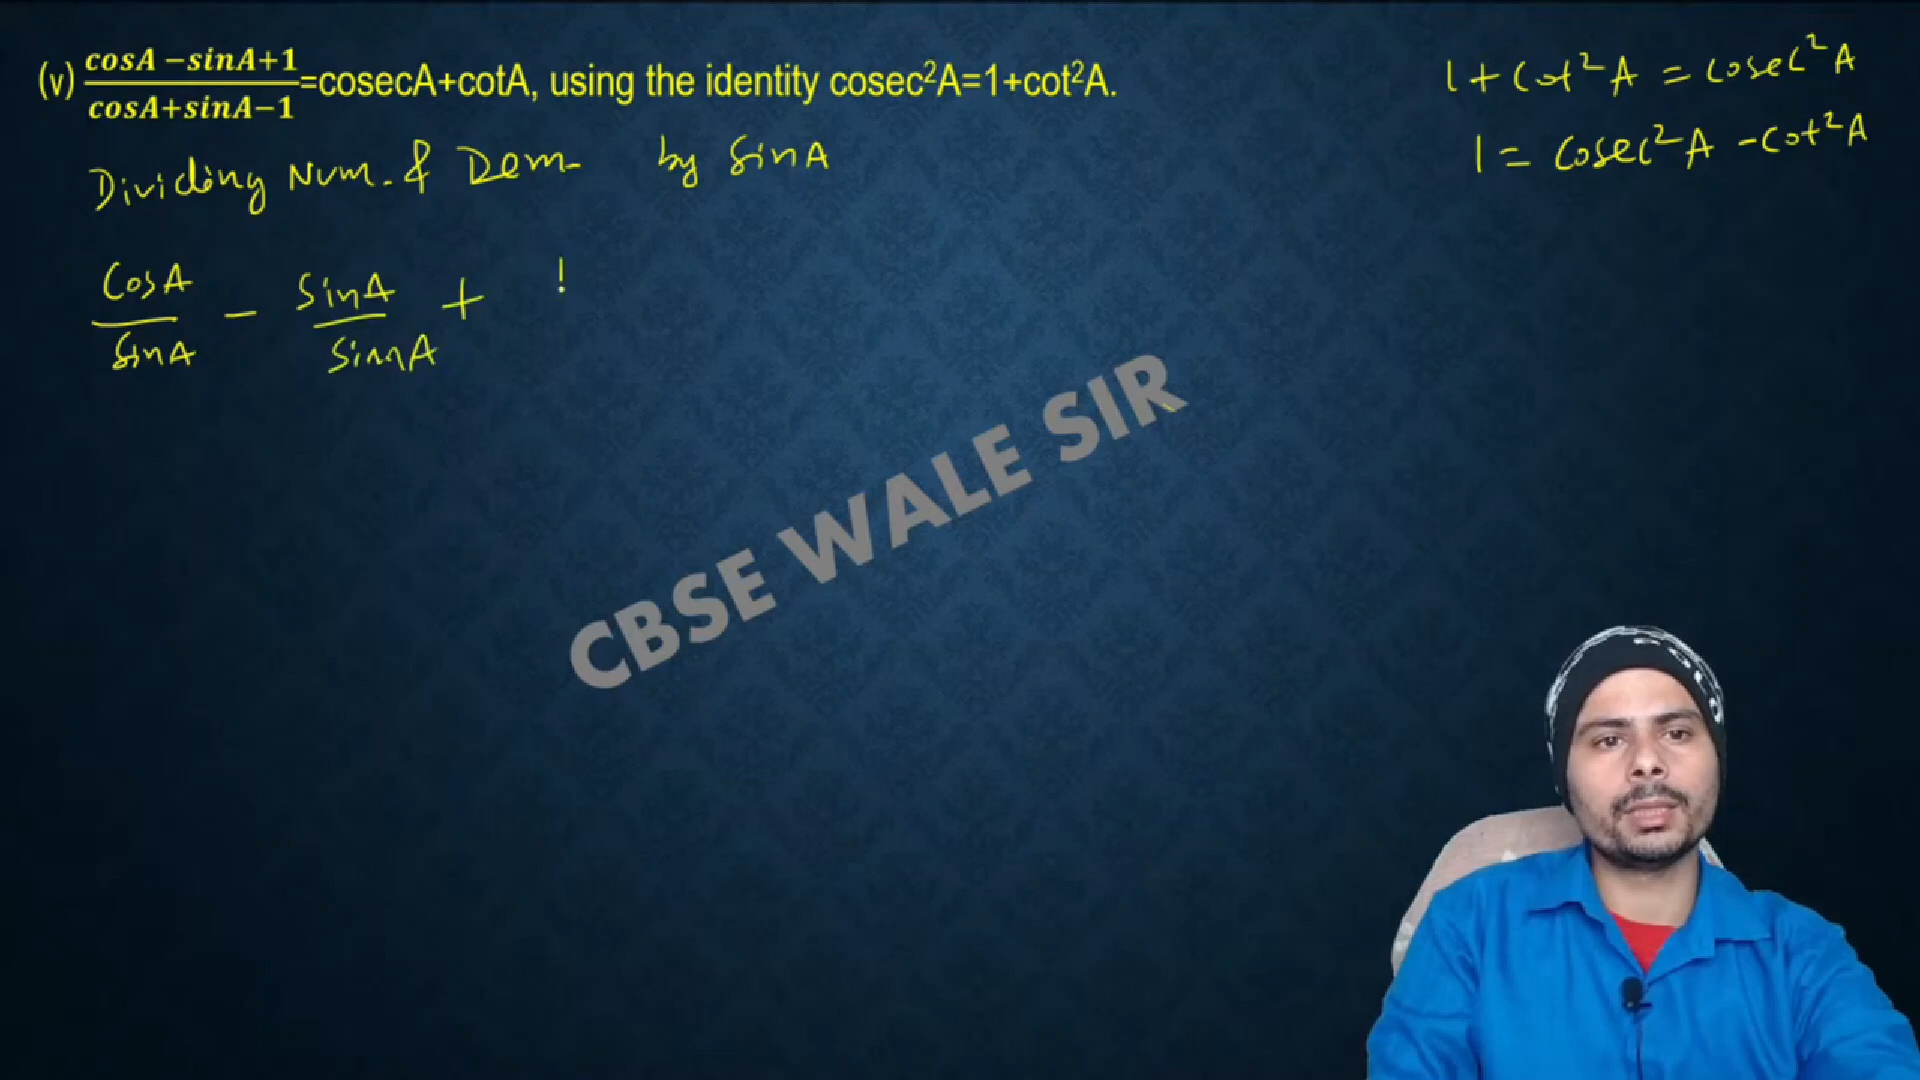 (v) cosA −sinA+1 / cosA+sinA−1 =cosecA+cotA, using the identity cosec²A=1+cot²A.
1 + cot²A = cosec²A
1 = cosec²A - cot²A
Dividing Num. & Dem. by SinA
CosA / SinA - SinA / SinA + 1
CBSE WALE SIR